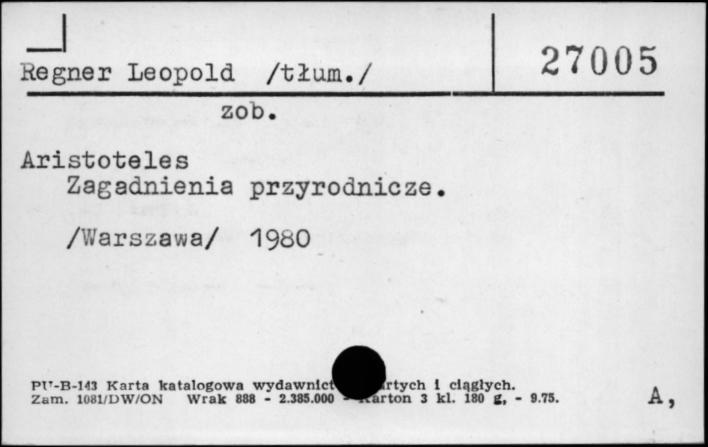 Regner Leopold /tłum./ 27005
zob.
Aristoteles
Zagadnienia przyrodnicze.
/Warszawa/ 1980
PU-B-143 Karta katalogowa wydawnict rtych i ciągłych.
Zam. 1081/DW/ON Wrak 888 - 2.385.000 - Karton 3 kl. 180 g, - 9.75.
A,